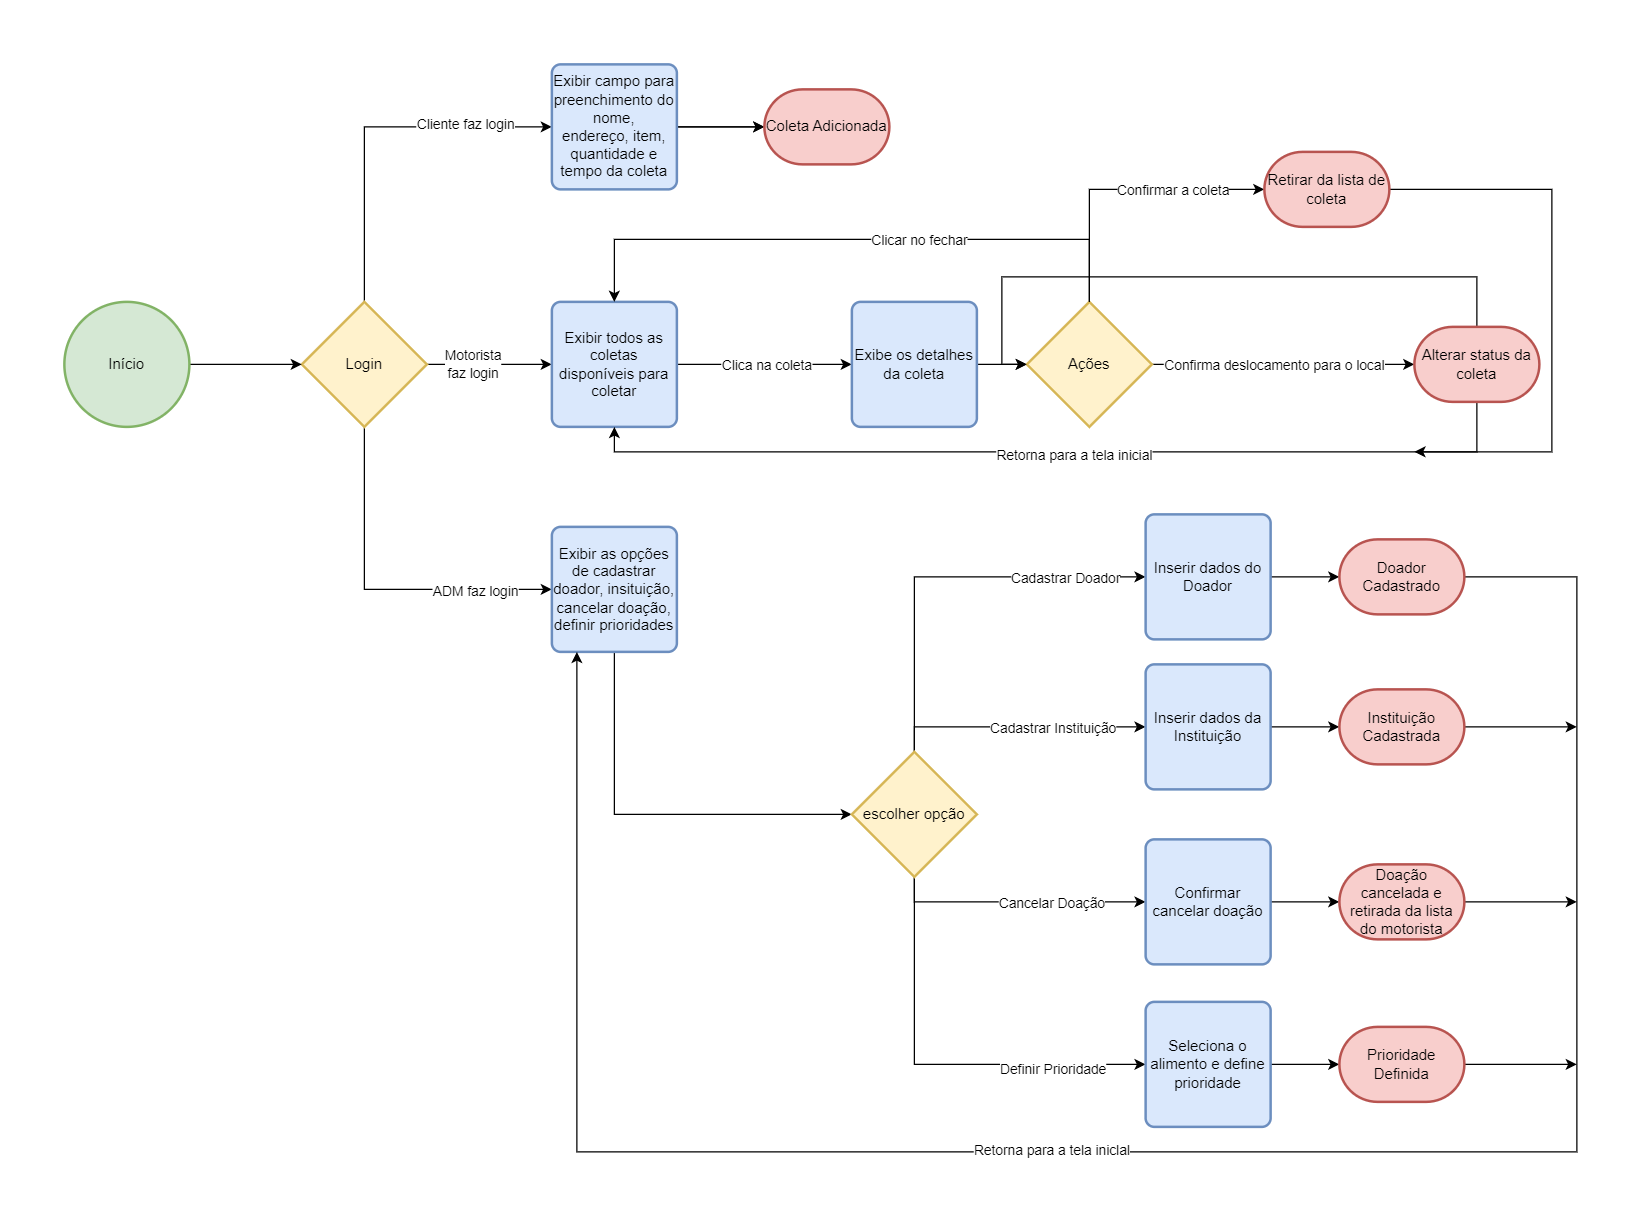 Exibir campo para
preenchimento do
nome,
endereço, item,
quantidade e
tempo da coleta
Cliente faz login
Coleta Adicionada
Retirar da lista de
coleta
Confirmar a coleta
Clicar no fechar
Início
Login
Motorista
faz login
Exibir todos as
coletas
disponíveis para
coletar
Clica na coleta
Exibe os detalhes
da coleta
Ações
Confirma deslocamento para o local
Alterar status da
coleta
Retorna para a tela inicial
Exibir as opções
de cadastrar
doador, insituição,
cancelar doação,
definir prioridades
ADM faz login
Cadastrar Doador
Inserir dados do
Doador
Doador
Cadastrado
Cadastrar Instituição
Inserir dados da
Instituição
Instituição
Cadastrada
escolher opção
Cancelar Doação
Confirmar
cancelar doação
Doação
cancelada e
retirada da lista
do motorista
Definir Prioridade
Seleciona o
alimento e define
prioridade
Prioridade
Definida
Retorna para a tela iniclal